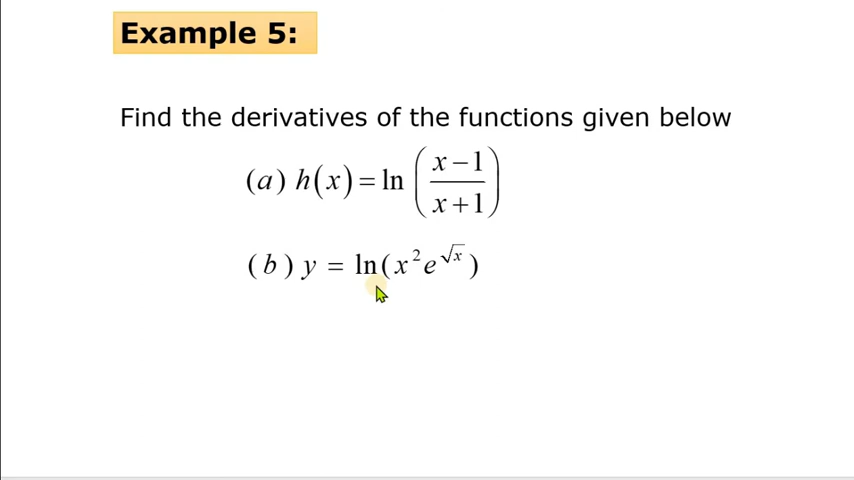 Example 5:
Find the derivatives of the functions given below
(a) h(x) = ln((x−1)/(x+1))
(b) y = ln(x²e^√x)